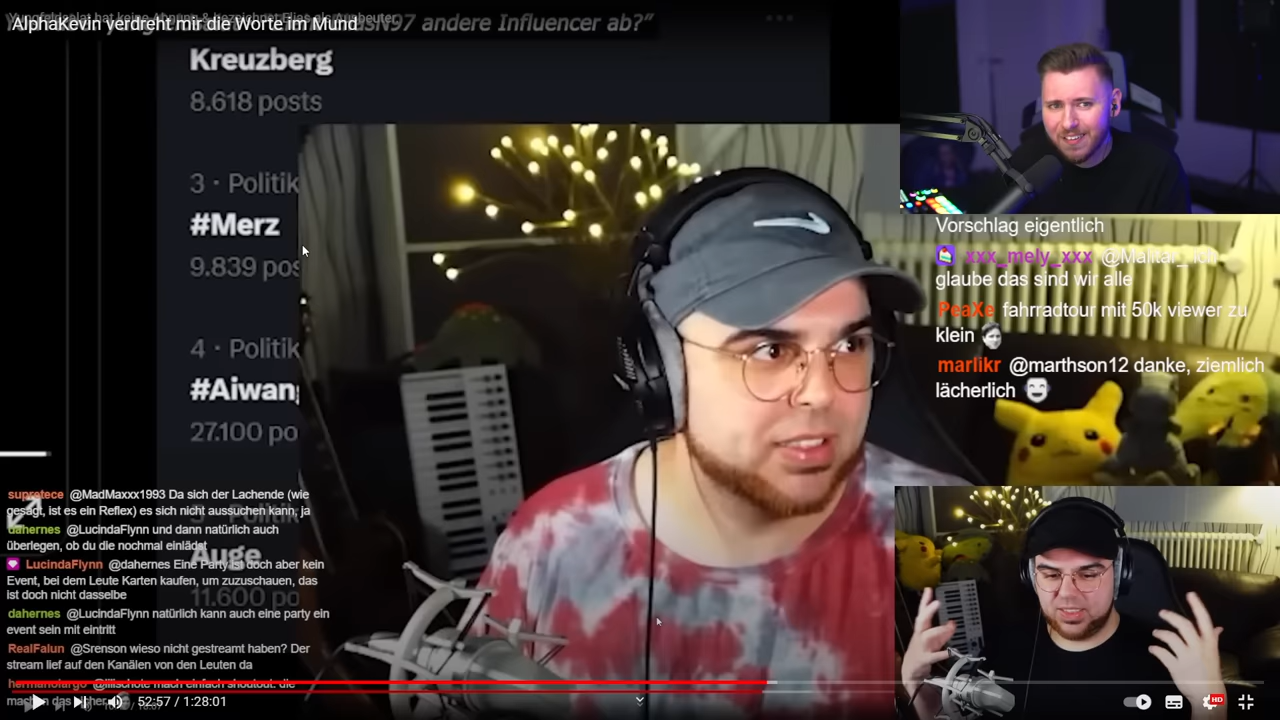 Alphakevin verdreht mir die Worte im Mund
andere Influencer ab?”
Kreuzberg
8.618 posts
3 · Politik
#Merz
9.839 pos
4 · Politik
#Aiwang
27.100 po
Auge
11.600 po
Vorschlag eigentlich
xxx_mely_xxx
glaube das sind wir alle
PeaXe fahrradtour mit 50k viewer zu
klein
marlikr @marthson12 danke, ziemlich
lächerlich
supretece @MadMaxxx1993 Da sich der Lachende (wie
gesagt, ist es ein Reflex) es sich nicht aussuchen kann, ja
dahernes @LucindaFlynn und dann natürlich auch
überlegen, ob du die nochmal einlädst
LucindaFlynn @dahernes Eine Party ist doch aber kein
Event, bei dem Leute Karten kaufen, um zuzuschauen, das
ist doch nicht dasselbe
dahernes @LucindaFlynn natürlich kann auch eine party ein
event sein mit eintritt
RealFalun @Srenson wieso nicht gestreamt haben? Der
stream lief auf den Kanälen von den Leuten da
52:57 / 1:28:01
HD